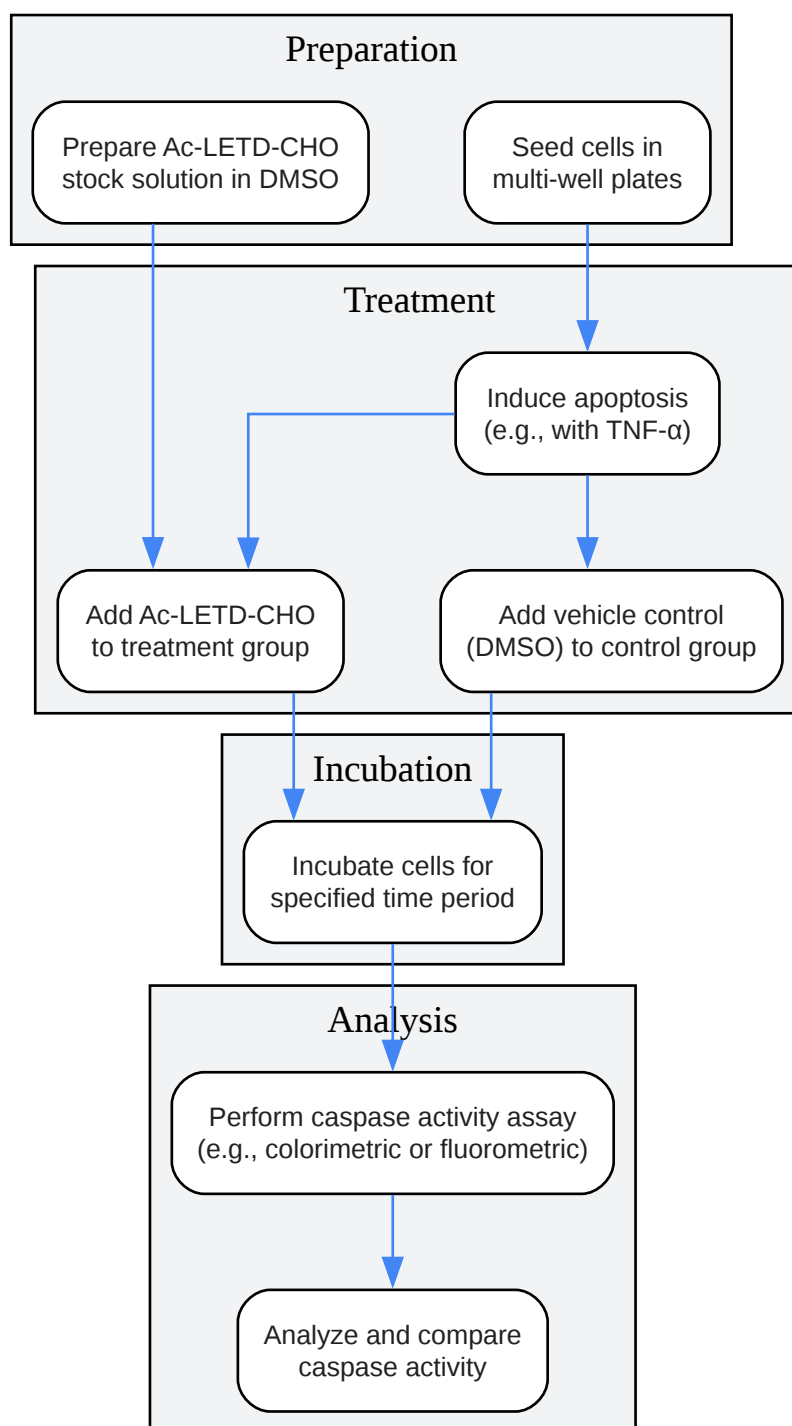 Preparation
Prepare Ac-LETD-CHO
stock solution in DMSO
Seed cells in
multi-well plates
Treatment
Induce apoptosis
(e.g., with TNF-α)
Add Ac-LETD-CHO
to treatment group
Add vehicle control
(DMSO) to control group
Incubation
Incubate cells for
specified time period
Analysis
Perform caspase activity assay
(e.g., colorimetric or fluorometric)
Analyze and compare
caspase activity